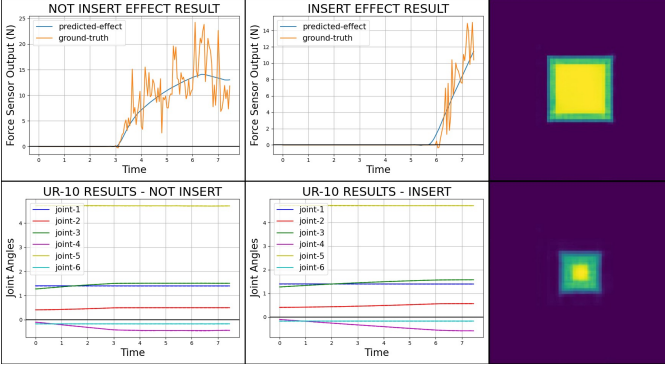 NOT INSERT EFFECT RESULT
Force Sensor Output (N)
predicted-effect
ground-truth
25
20
15
10
5
0
0 1 2 3 4 5 6 7
Time
INSERT EFFECT RESULT
Force Sensor Output (N)
predicted-effect
ground-truth
14
12
10
8
6
4
2
0
0 1 2 3 4 5 6 7
Time
UR-10 RESULTS - NOT INSERT
Joint Angles
joint-1
joint-2
joint-3
joint-4
joint-5
joint-6
4
3
2
1
0
0 1 2 3 4 5 6 7
Time
UR-10 RESULTS - INSERT
Joint Angles
joint-1
joint-2
joint-3
joint-4
joint-5
joint-6
4
3
2
1
0
0 1 2 3 4 5 6 7
Time